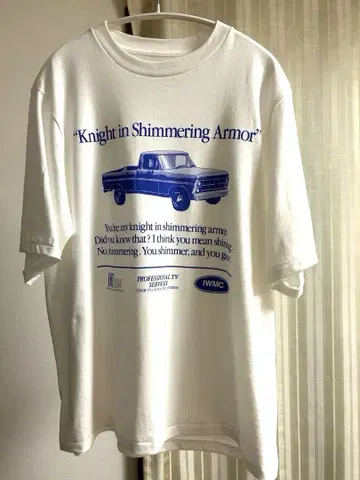 "Knight in Shimmering Armor"
You're my knight in shimmering armor.
Did you know that? I think you mean shining.
No, shimmering. You shimmer, and you glow.
PROFESSIONAL TV
SERVICES
IWMC